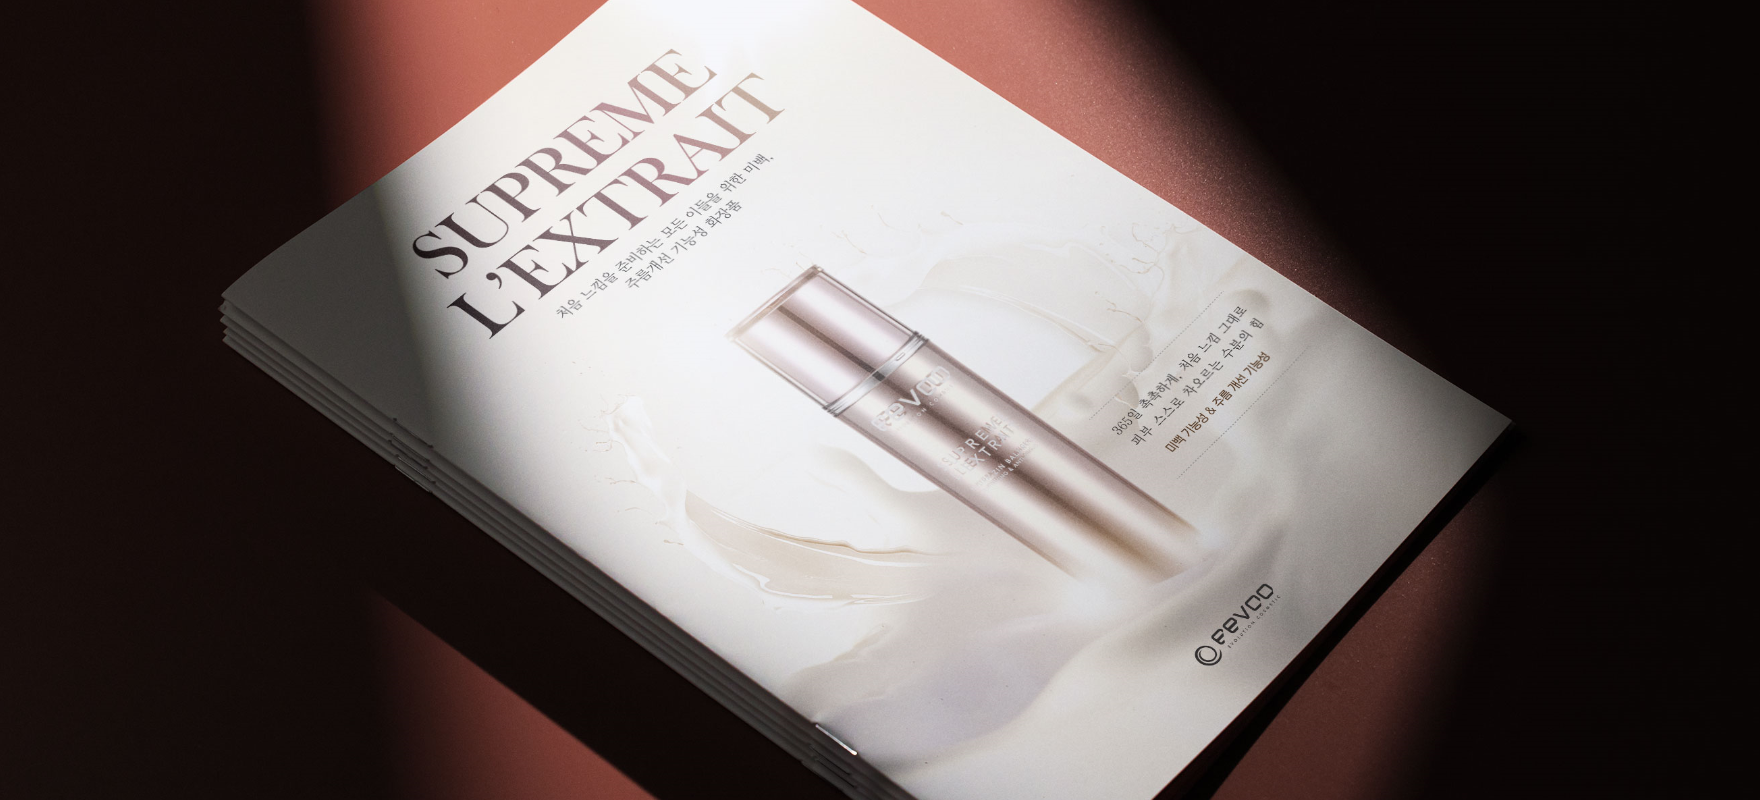 SUPREME
L'EXTRAIT
처음 느낌을 준비하는 모든 이들을 위한 미백,
주름개선 기능성 화장품
365일 촉촉하게, 처음 느낌 그대로
피부 스스로 차오르는 수분의 힘
미백 기능성 & 주름 개선 기능성
SUPREME
L'EXTRAIT
EVOLUTION COSMETIC